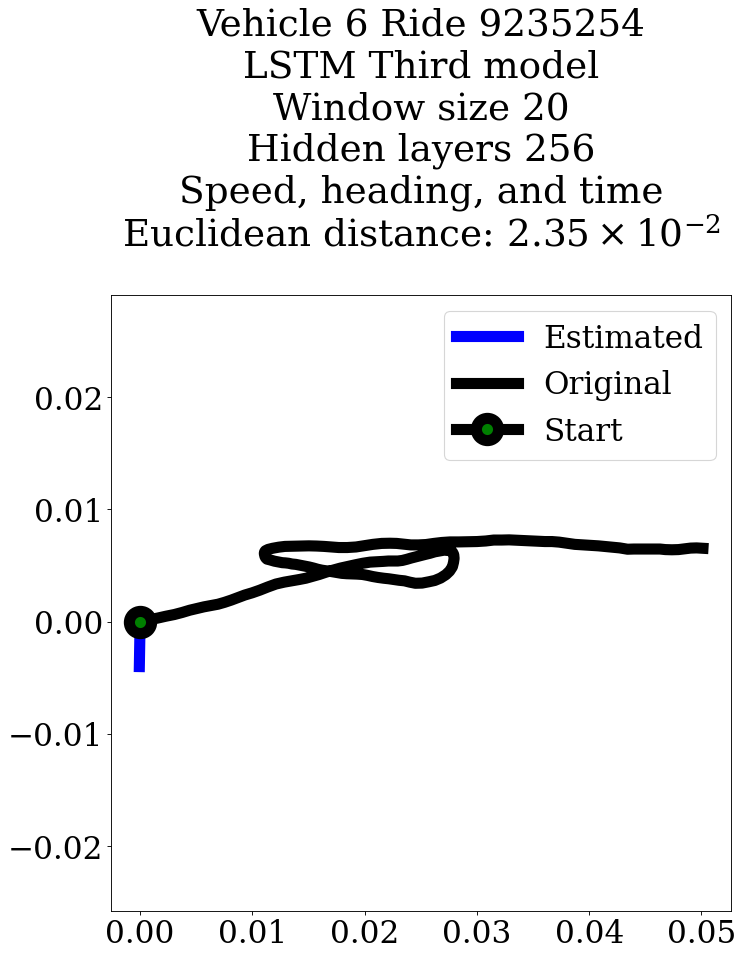 Vehicle 6 Ride 9235254
LSTM Third model
Window size 20
Hidden layers 256
Speed, heading, and time
Euclidean distance: 2.35 × 10⁻²
Estimated
Original
Start
0.02
0.01
0.00
−0.01
−0.02
0.00 0.01 0.02 0.03 0.04 0.05